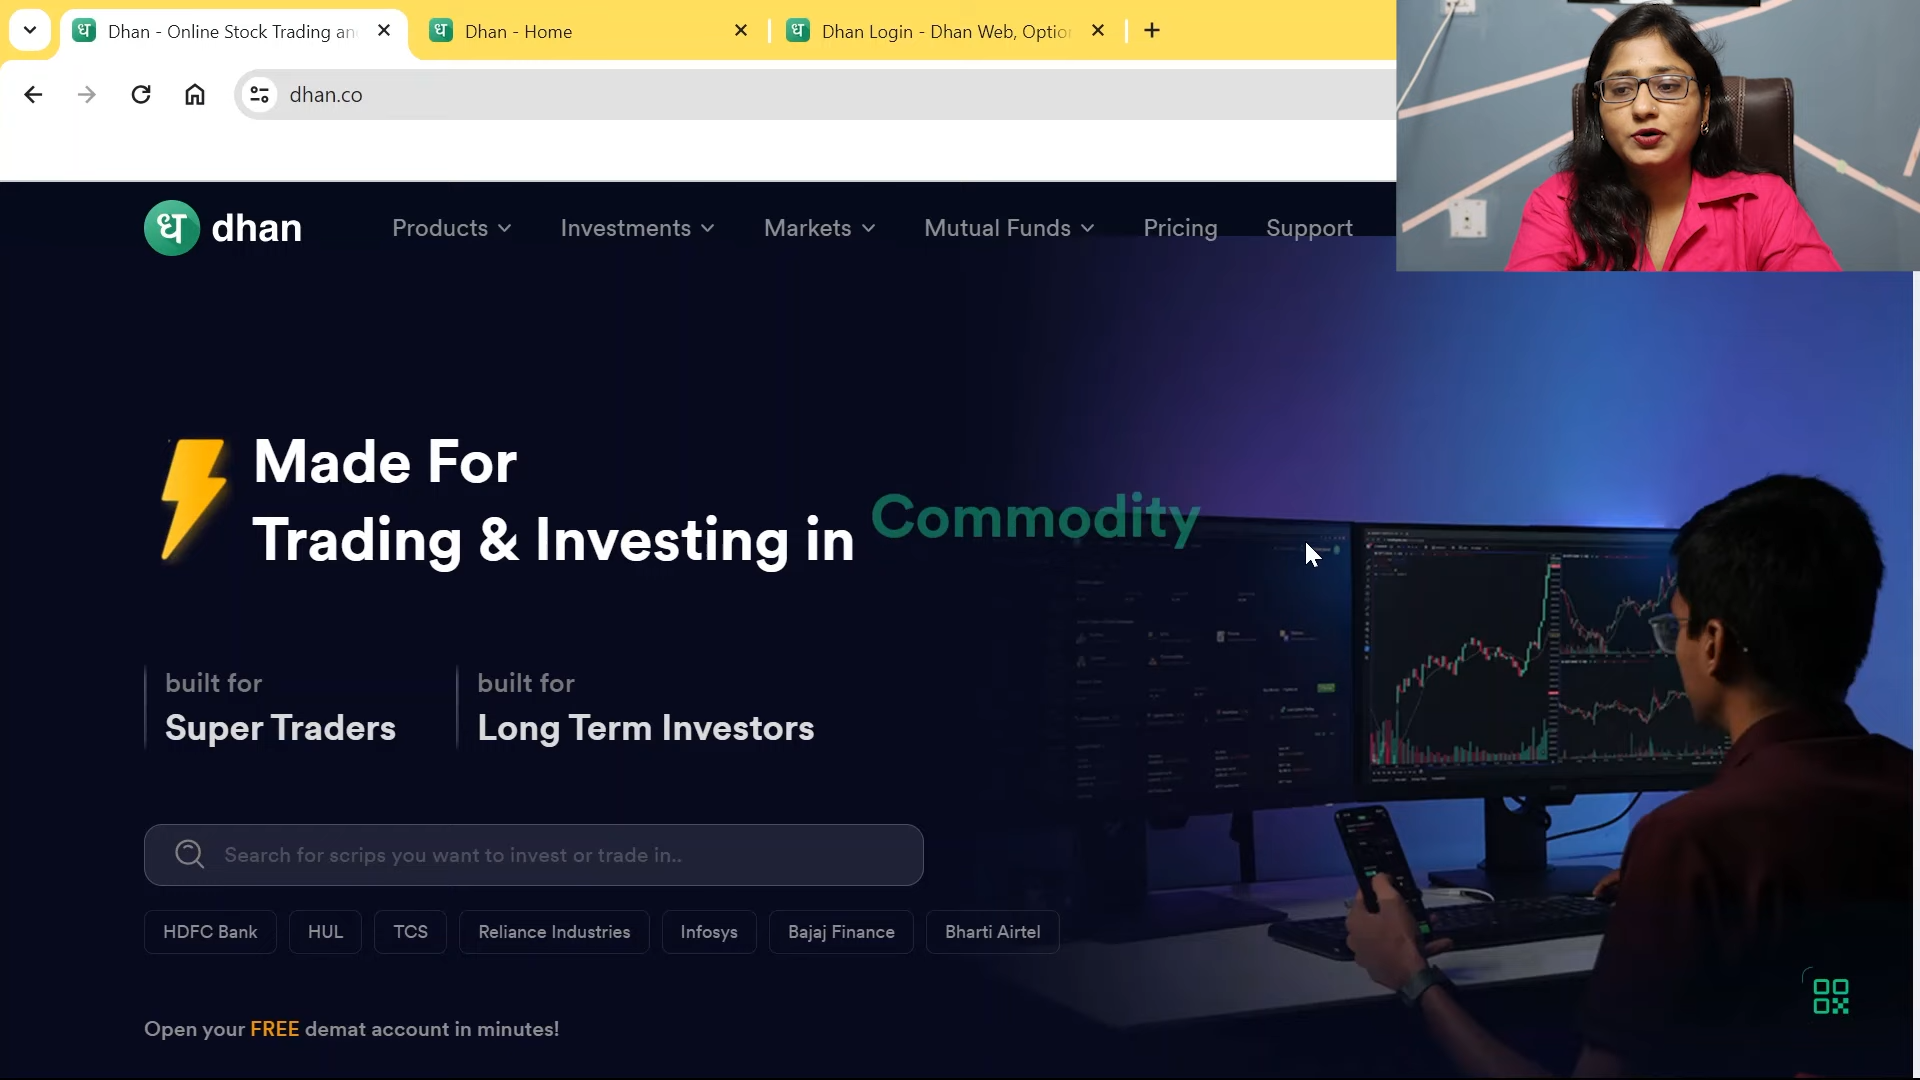 Dhan - Online Stock Trading an
Dhan - Home
Dhan Login - Dhan Web, Optio
dhan.co
ध dhan
Products
Investments
Markets
Mutual Funds
Pricing
Support
Made For
Trading & Investing in
Commodity
built for
Super Traders
built for
Long Term Investors
Search for scrips you want to invest or trade in..
HDFC Bank
HUL
TCS
Reliance Industries
Infosys
Bajaj Finance
Bharti Airtel
Open your FREE demat account in minutes!